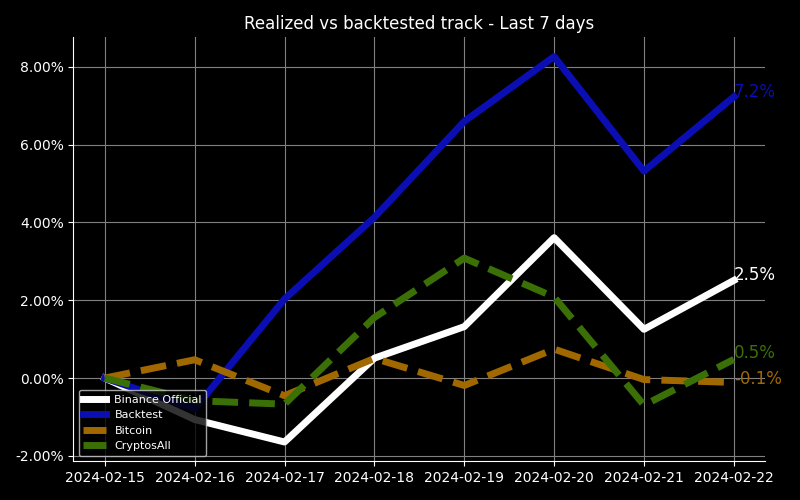 Realized vs backtested track - Last 7 days
8.00%
6.00%
4.00%
2.00%
0.00%
-2.00%
7.2%
2.5%
0.5%
-0.1%
Binance Official
Backtest
Bitcoin
CryptosAll
2024-02-15 2024-02-16 2024-02-17 2024-02-18 2024-02-19 2024-02-20 2024-02-21 2024-02-22